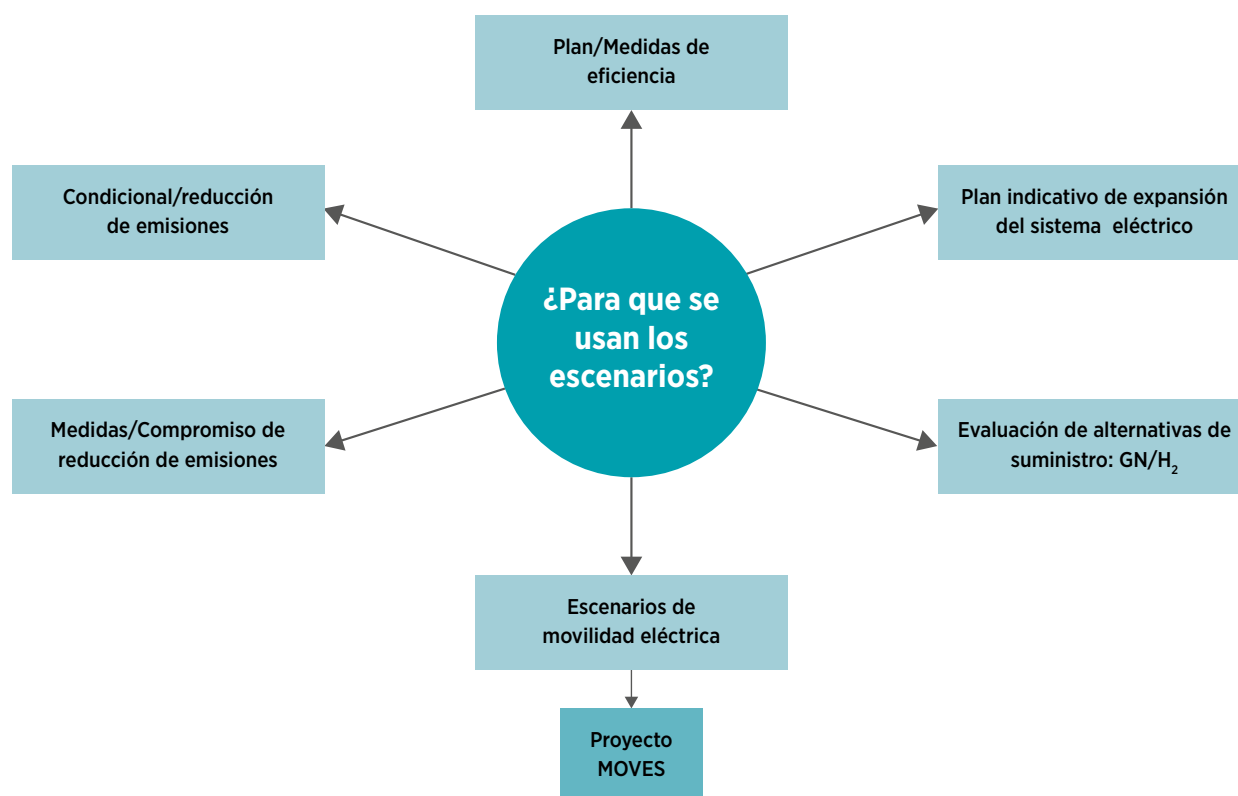 Plan/Medidas de
eficiencia
Condicional/reducción
de emisiones
Plan indicativo de expansión
del sistema eléctrico
¿Para que se
usan los
escenarios?
Medidas/Compromiso de
reducción de emisiones
Evaluación de alternativas de
suministro: GN/H₂
Escenarios de
movilidad eléctrica
Proyecto
MOVES